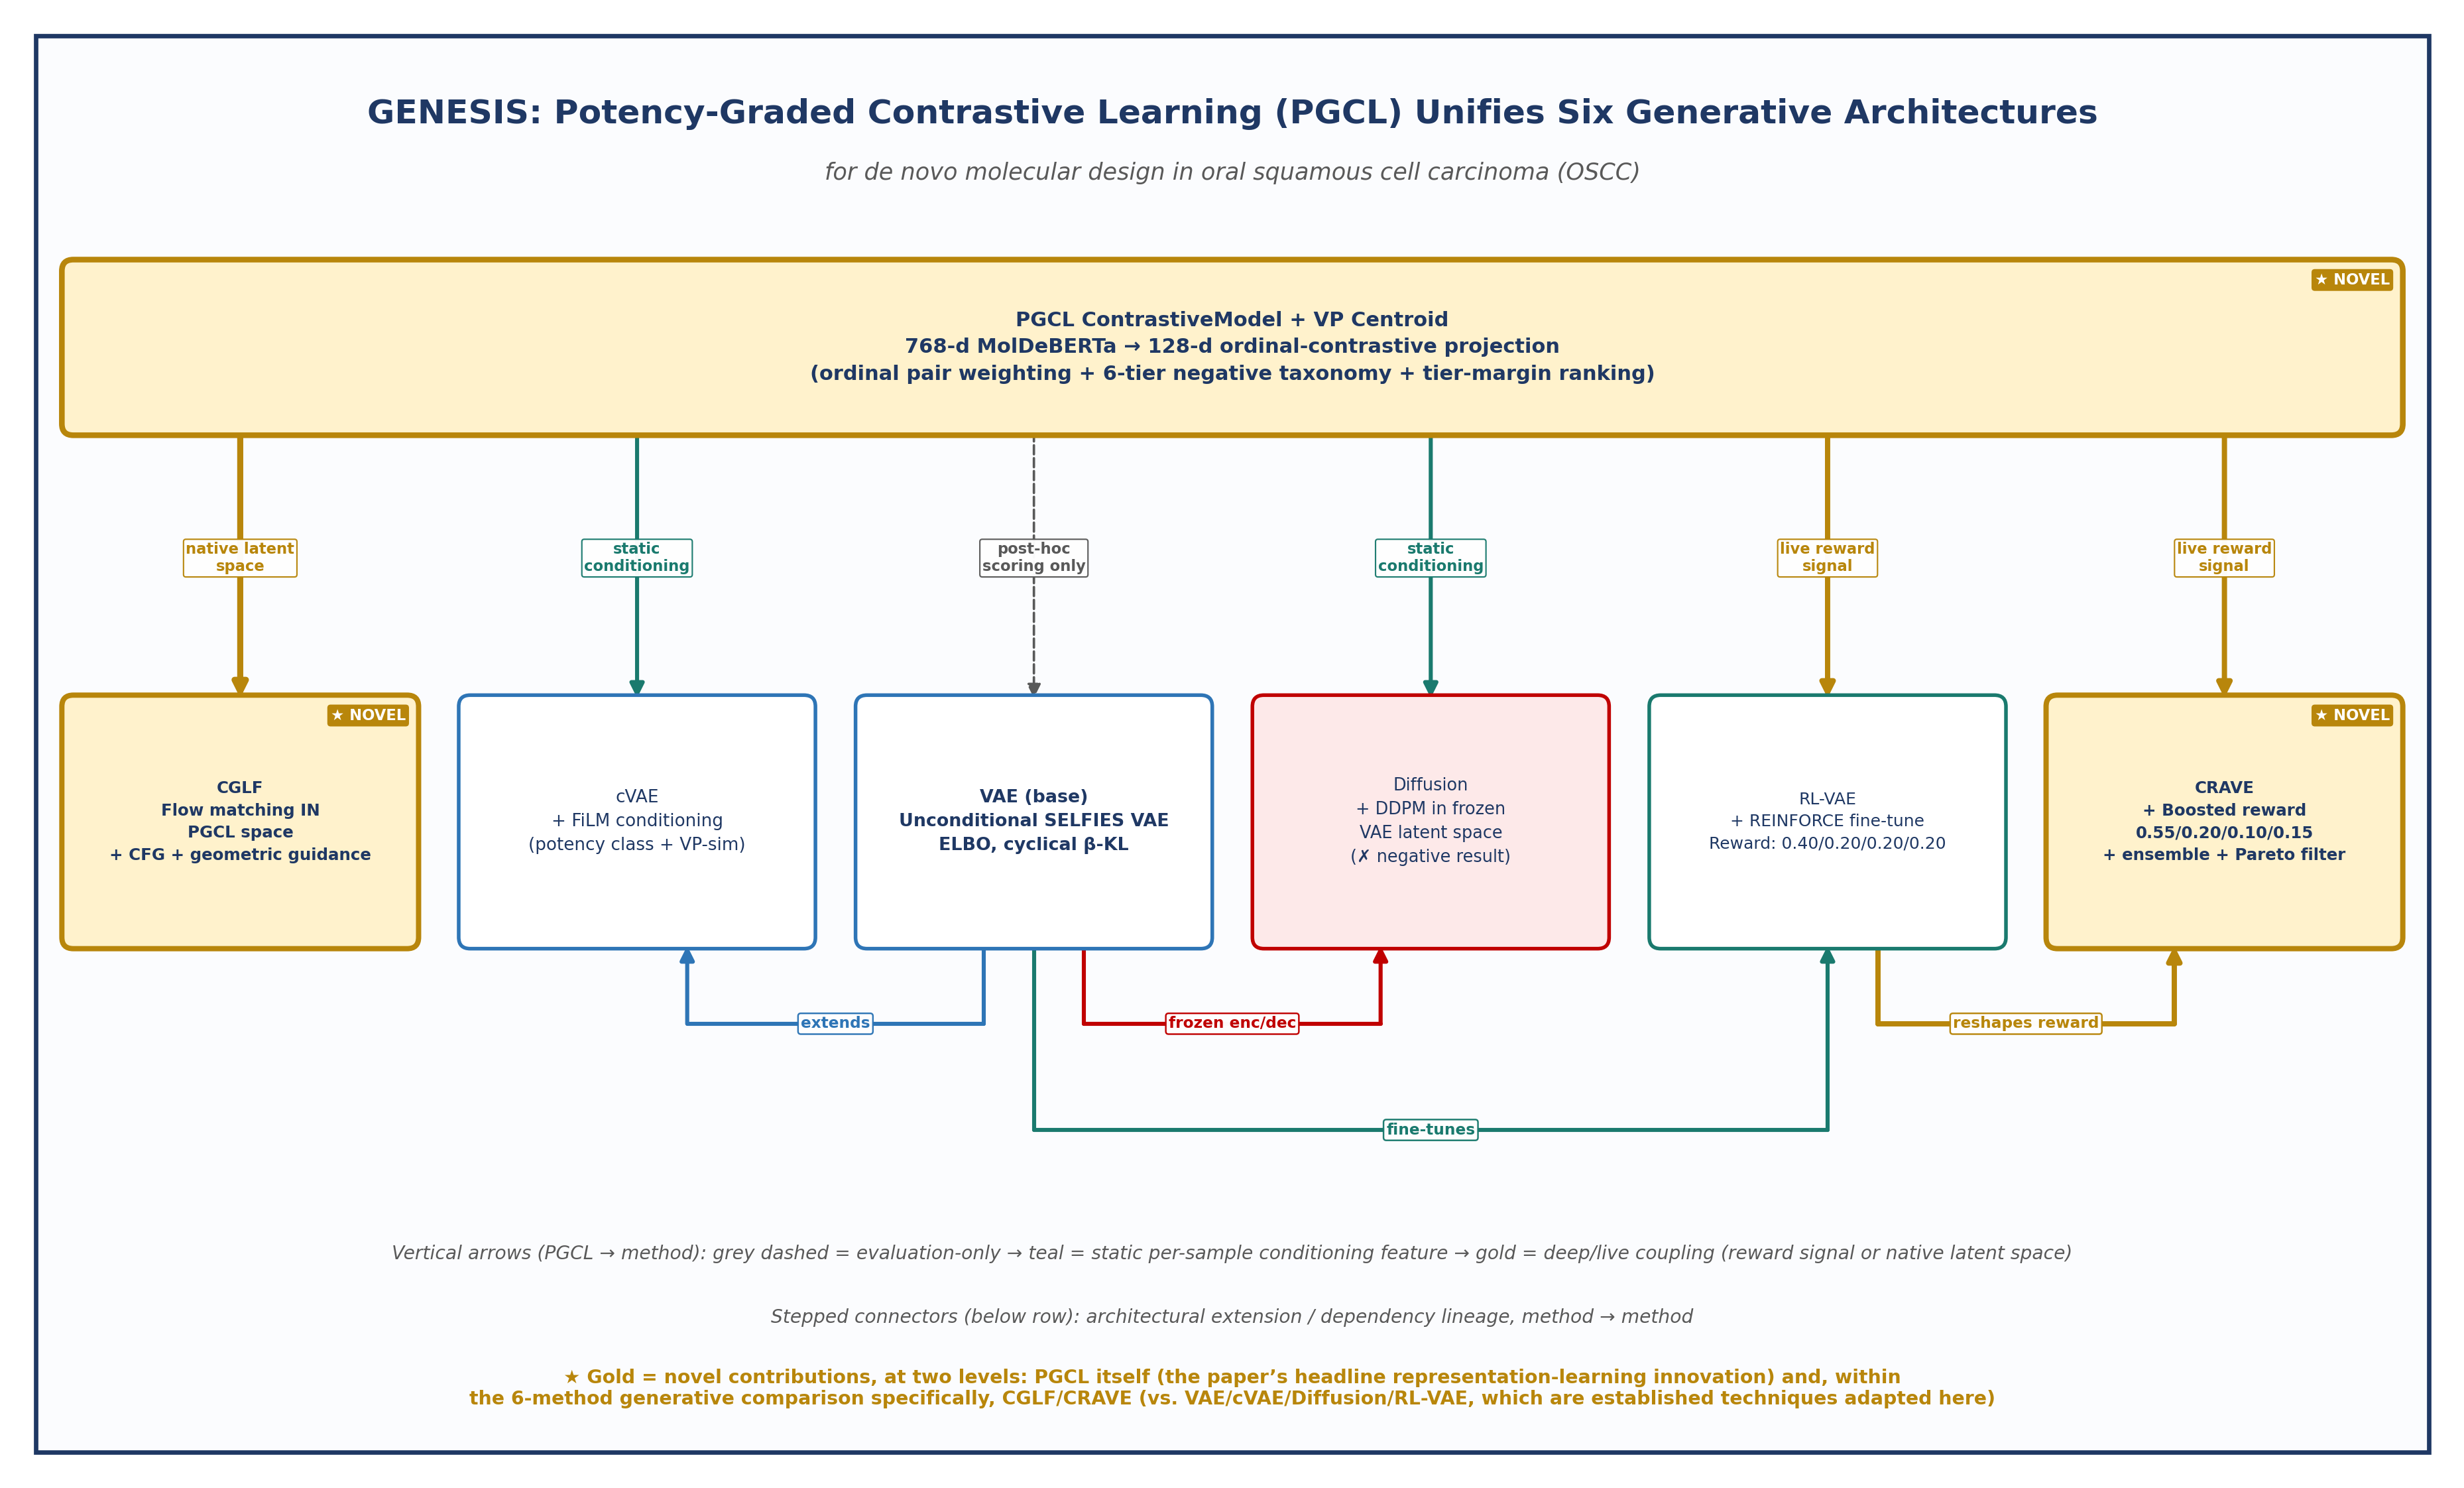 GENESIS: Potency-Graded Contrastive Learning (PGCL) Unifies Six Generative Architectures
for de novo molecular design in oral squamous cell carcinoma (OSCC)
★ NOVEL
PGCL ContrastiveModel + VP Centroid
768-d MolDeBERTa → 128-d ordinal-contrastive projection
(ordinal pair weighting + 6-tier negative taxonomy + tier-margin ranking)
native latent
space
static
conditioning
post-hoc
scoring only
static
conditioning
live reward
signal
live reward
signal
★ NOVEL
CGLF
Flow matching IN
PGCL space
+ CFG + geometric guidance
cVAE
+ FiLM conditioning
(potency class + VP-sim)
VAE (base)
Unconditional SELFIES VAE
ELBO, cyclical β-KL
Diffusion
+ DDPM in frozen
VAE latent space
(✗ negative result)
RL-VAE
+ REINFORCE fine-tune
Reward: 0.40/0.20/0.20/0.20
★ NOVEL
CRAVE
+ Boosted reward
0.55/0.20/0.10/0.15
+ ensemble + Pareto filter
extends
frozen enc/dec
reshapes reward
fine-tunes
Vertical arrows (PGCL → method): grey dashed = evaluation-only → teal = static per-sample conditioning feature → gold = deep/live coupling (reward signal or native latent space)
Stepped connectors (below row): architectural extension / dependency lineage, method → method
★ Gold = novel contributions, at two levels: PGCL itself (the paper’s headline representation-learning innovation) and, within
the 6-method generative comparison specifically, CGLF/CRAVE (vs. VAE/cVAE/Diffusion/RL-VAE, which are established techniques adapted here)